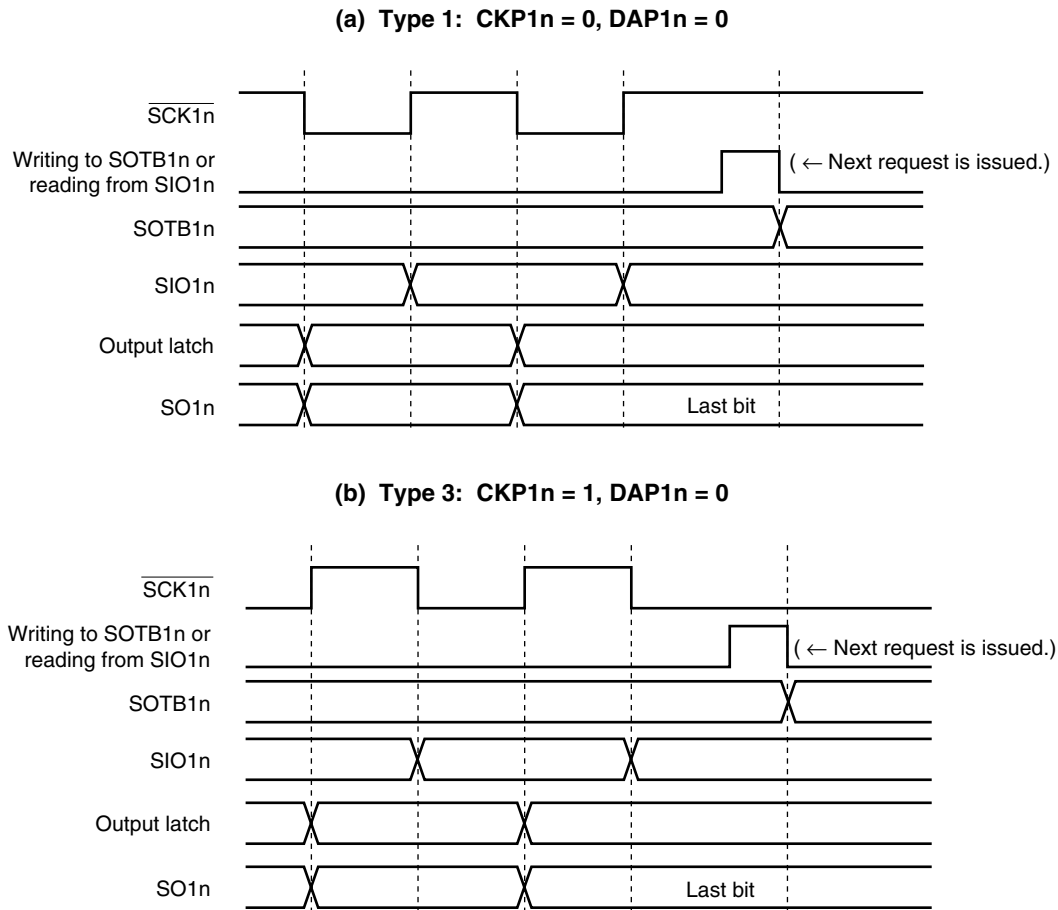 (a) Type 1: CKP1n = 0, DAP1n = 0
SCK1n
Writing to SOTB1n or
reading from SIO1n
( ← Next request is issued.)
SOTB1n
SIO1n
Output latch
SO1n
Last bit
(b) Type 3: CKP1n = 1, DAP1n = 0
SCK1n
Writing to SOTB1n or
reading from SIO1n
( ← Next request is issued.)
SOTB1n
SIO1n
Output latch
SO1n
Last bit